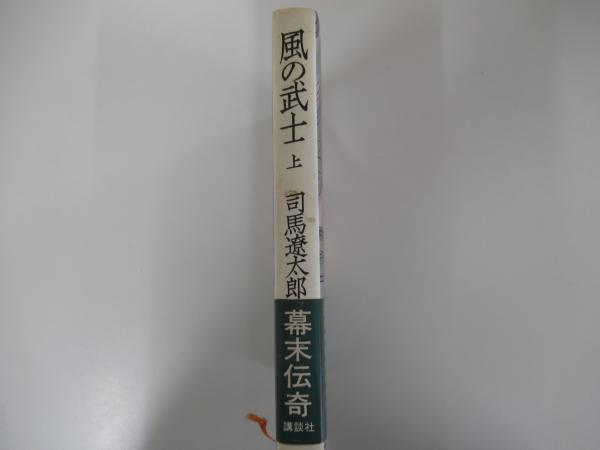 風の武士 上
司馬遼太郎
幕末伝奇
講談社